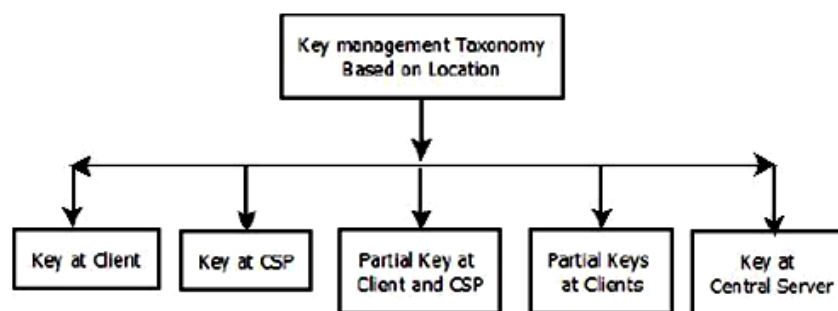 Key management Taxonomy
Based on Location
Key at Client
Key at CSP
Partial Key at
Client and CSP
Partial Keys
at Clients
Key at
Central Server